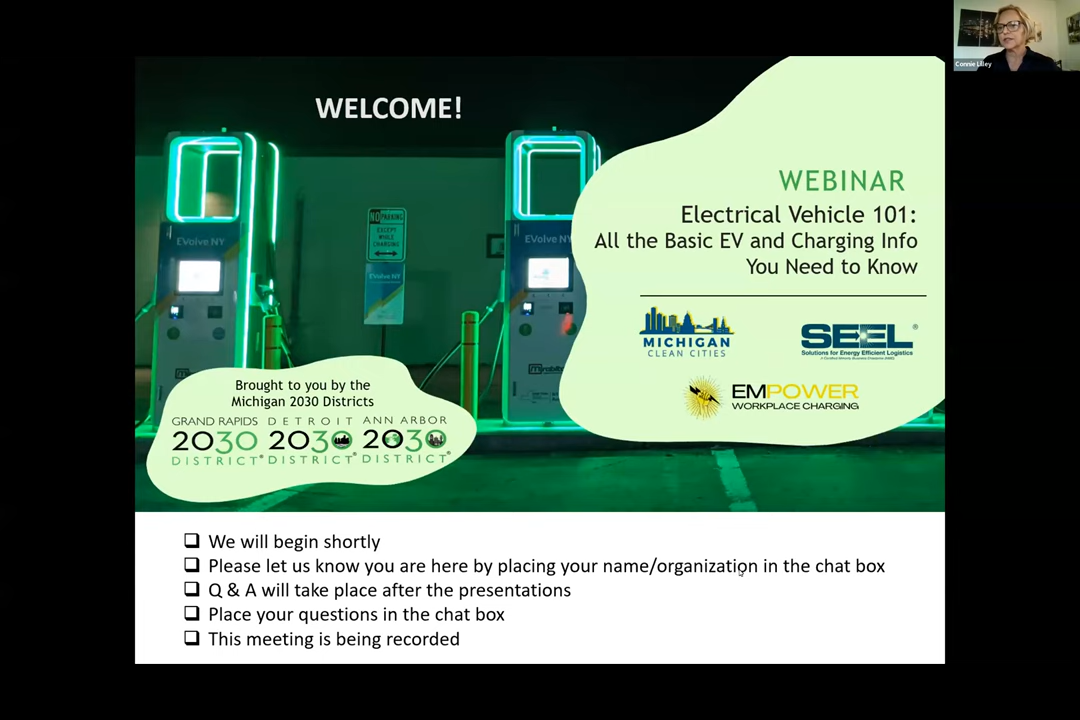 Connie Lilley
WELCOME!
WEBINAR
Electrical Vehicle 101:
All the Basic EV and Charging Info
You Need to Know
MICHIGAN
CLEAN CITIES
SEEL®
Solutions for Energy Efficient Logistics
EMPOWER
WORKPLACE CHARGING
NO PARKING
EXCEPT
WHILE
CHARGING
EVolve NY
EVolve NY
EVolve NY
Brought to you by the
Michigan 2030 Districts
GRAND RAPIDS
2030
DISTRICT®
DETROIT
2030
DISTRICT®
ANN ARBOR
2030
DISTRICT®
❑ We will begin shortly
❑ Please let us know you are here by placing your name/organization in the chat box
❑ Q & A will take place after the presentations
❑ Place your questions in the chat box
❑ This meeting is being recorded